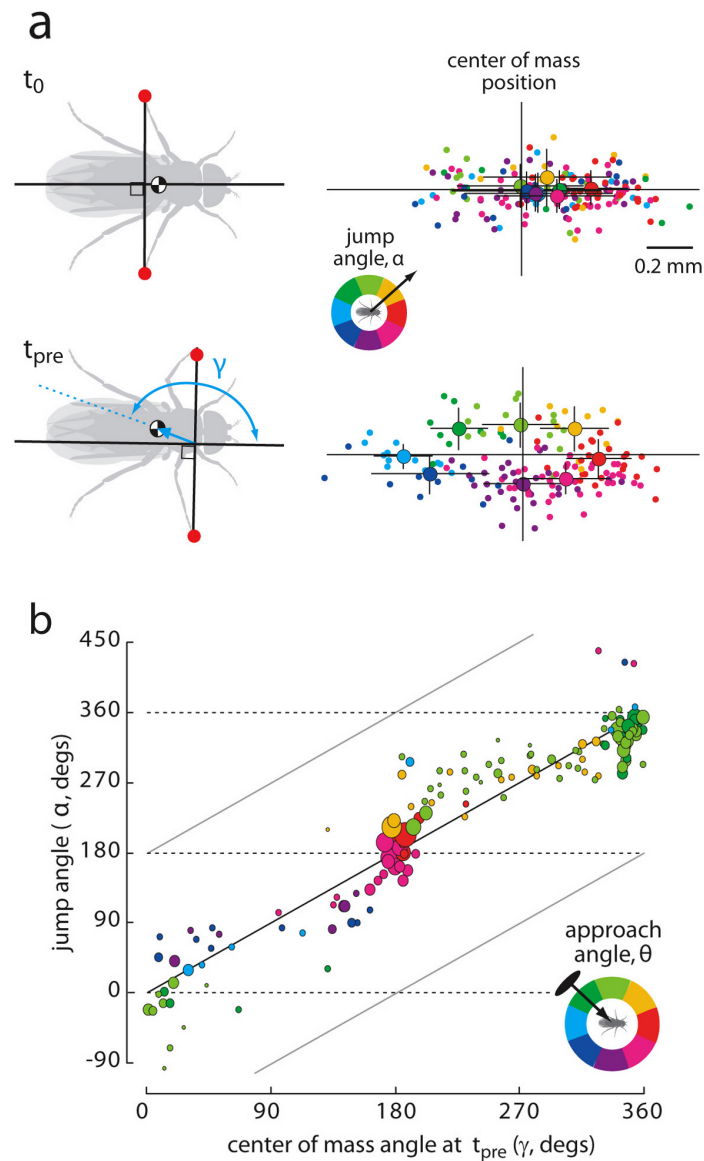 a
t0
center of mass
position
jump
angle, α
0.2 mm
tpre
γ
b
450
360
270
180
90
0
-90
jump angle ( α, degs)
approach
angle, θ
0 90 180 270 360
center of mass angle at tpre (γ, degs)